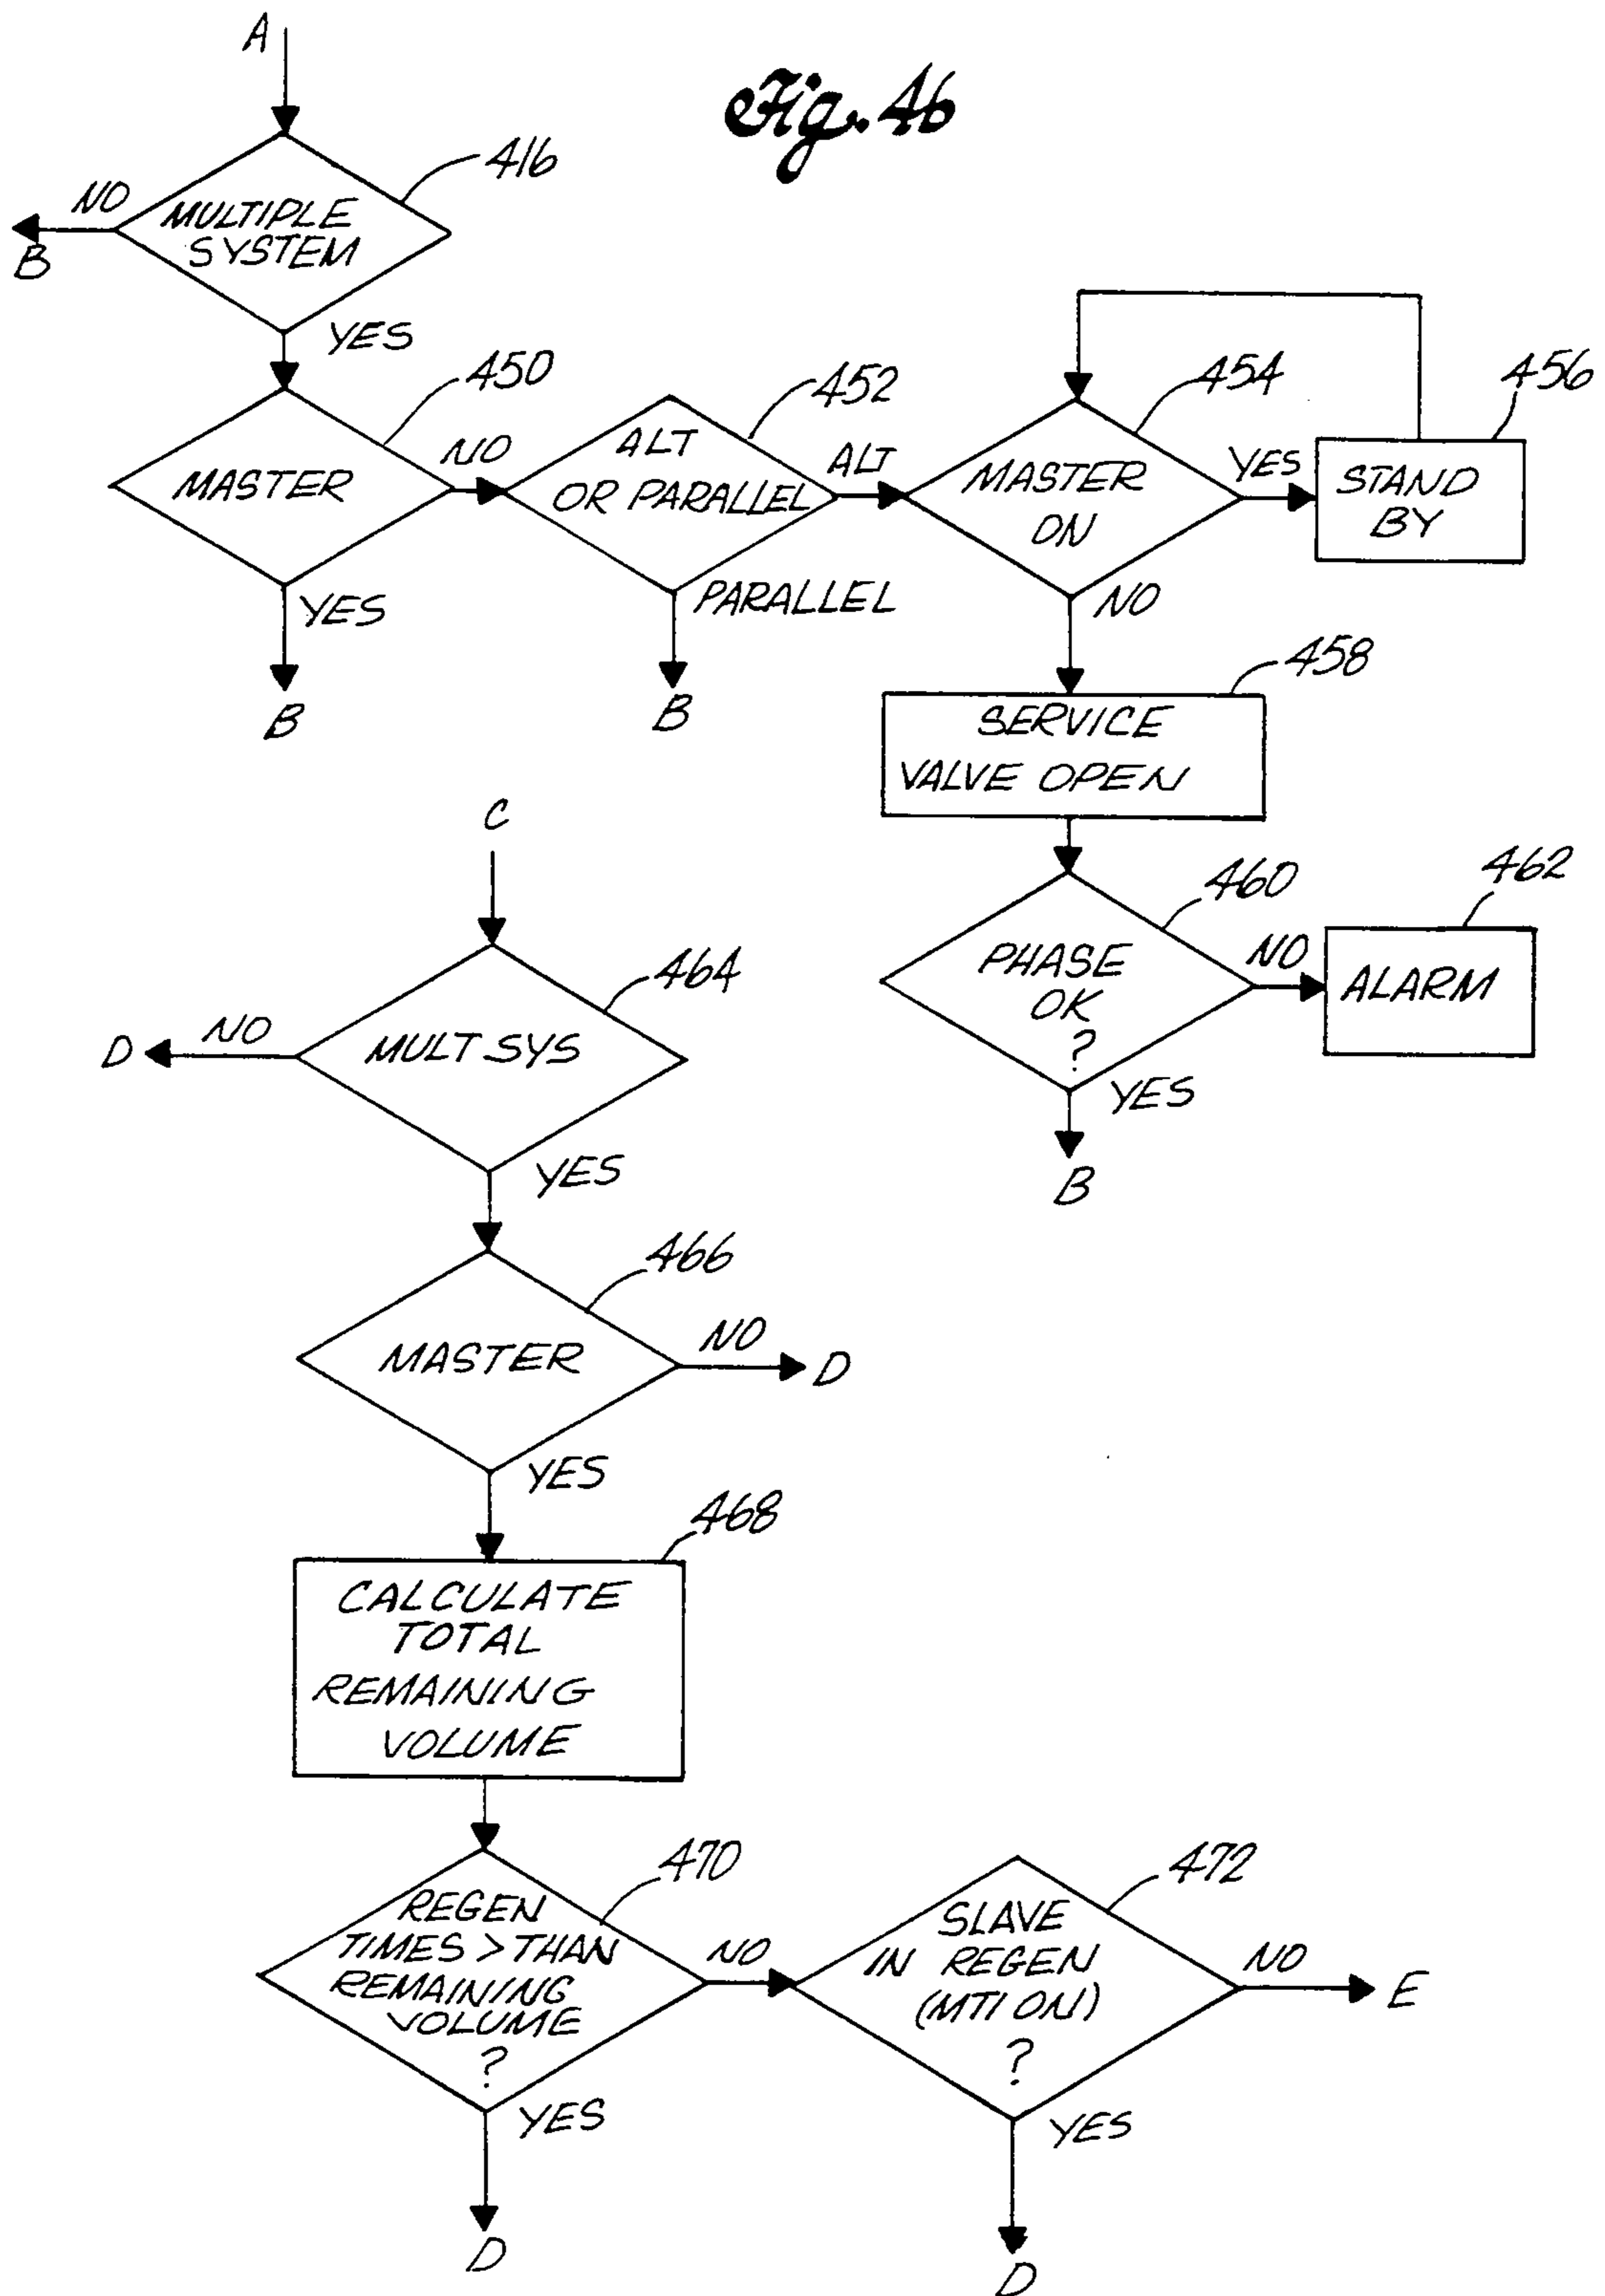 Fig. 4b
A
416
NO
MULTIPLE
SYSTEM
B
YES
450
452
454
456
MASTER
NO
ALT
OR PARALLEL
ALT
MASTER
ON
YES
STAND
BY
YES
B
PARALLEL
B
NO
458
SERVICE
VALVE OPEN
460
462
PHASE
OK
?
NO
ALARM
YES
B
C
464
D
NO
MULT SYS
YES
466
MASTER
NO
D
YES
468
CALCULATE
TOTAL
REMAINING
VOLUME
470
472
REGEN
TIMES > THAN
REMAINING
VOLUME
?
NO
SLAVE
IN REGEN
(MTI ON)
?
NO
E
YES
D
YES
D